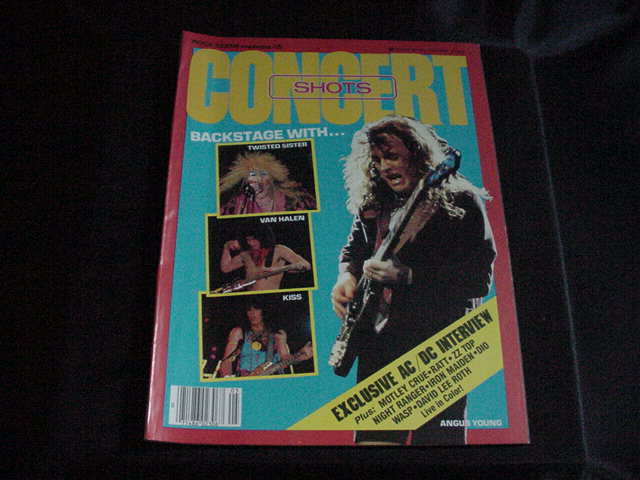 CONCERT
SHOTS
BACKSTAGE WITH...
TWISTED SISTER
VAN HALEN
KISS
EXCLUSIVE AC/DC INTERVIEW
Plus: MOTLEY CRUE•RATT•ZZ TOP
NIGHT RANGER•IRON MAIDEN•DIO
WASP•DAVID LEE ROTH
Live in Color!
ANGUS YOUNG